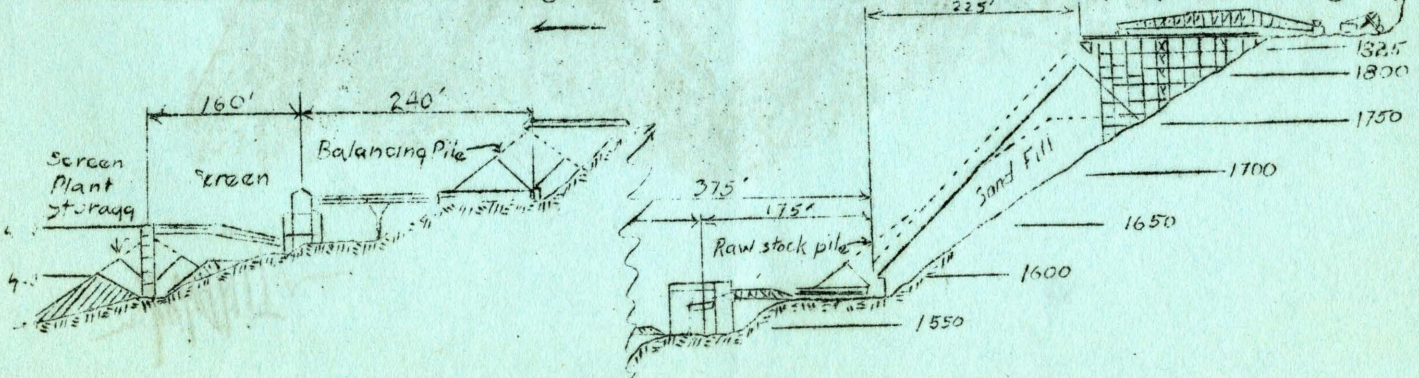 225'
1825
1800
1750
1700
1650
1600
1550
160'
240'
Balancing Pile
Screen
Plant
Storage
Screen
375'
175'
Raw stock pile
Sand Fill